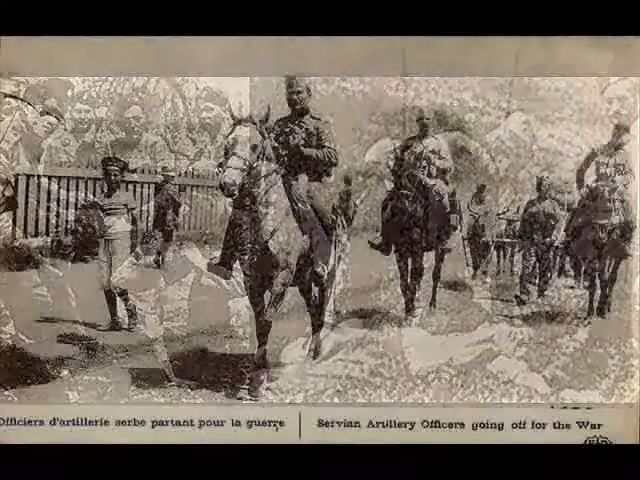 Officiers d'artillerie serbe partant pour la guerre
Servian Artillery Officers going off for the War